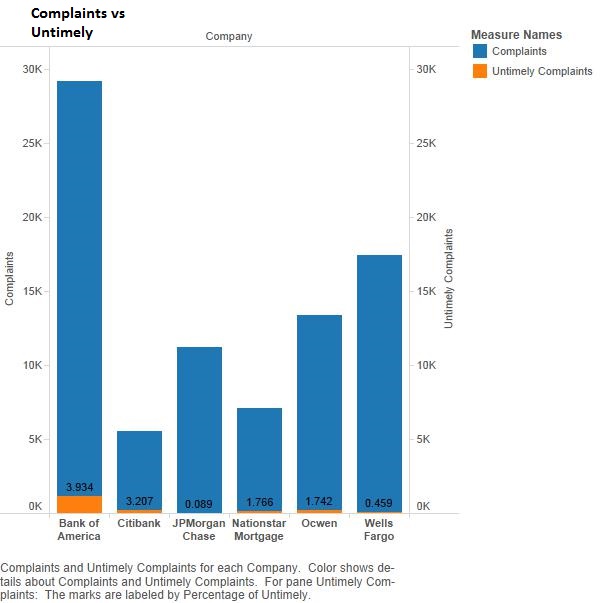 Complaints vs
Untimely
Company
Measure Names
Complaints
Untimely Complaints
30K
25K
20K
15K
10K
5K
0K
Complaints
30K
25K
20K
15K
10K
5K
0K
Untimely Complaints
3.934
3.207
0.089
1.766
1.742
0.459
Bank of
America
Citibank
JPMorgan
Chase
Nationstar
Mortgage
Ocwen
Wells
Fargo
Complaints and Untimely Complaints for each Company.  Color shows de-
tails about Complaints and Untimely Complaints.  For pane Untimely Com-
plaints:  The marks are labeled by Percentage of Untimely.